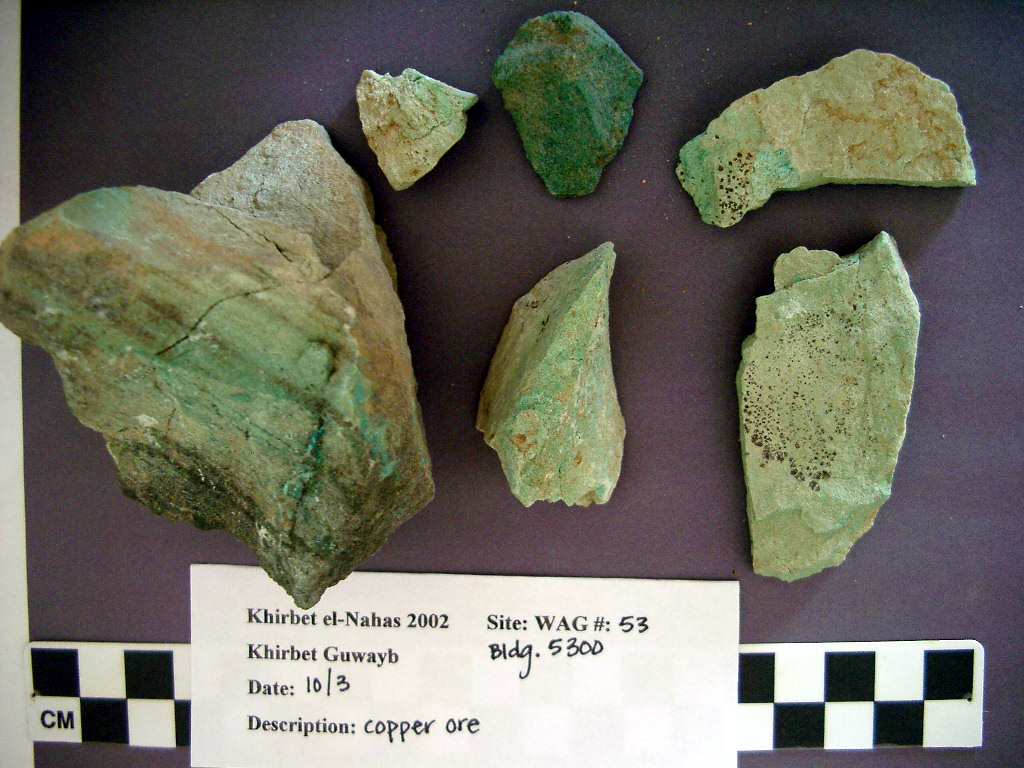 Khirbet el-Nahas 2002 Site: WAG #: 53
Khirbet Guwayb Bldg. 5300
Date: 10/3
Description: copper ore
CM